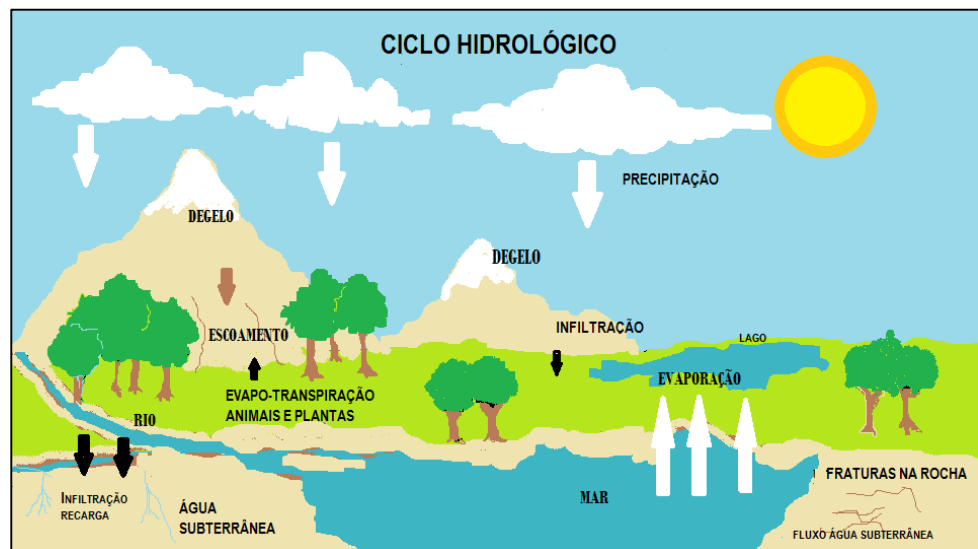 CICLO HIDROLÓGICO
PRECIPITAÇÃO
DEGELO
DEGELO
ESCOAMENTO
INFILTRAÇÃO
LAGO
EVAPORAÇÃO
EVAPO-TRANSPIRAÇÃO
ANIMAIS E PLANTAS
RIO
INFILTRAÇÃO
RECARGA
ÁGUA
SUBTERRÂNEA
MAR
FRATURAS NA ROCHA
FLUXO ÁGUA SUBTERRÂNEA